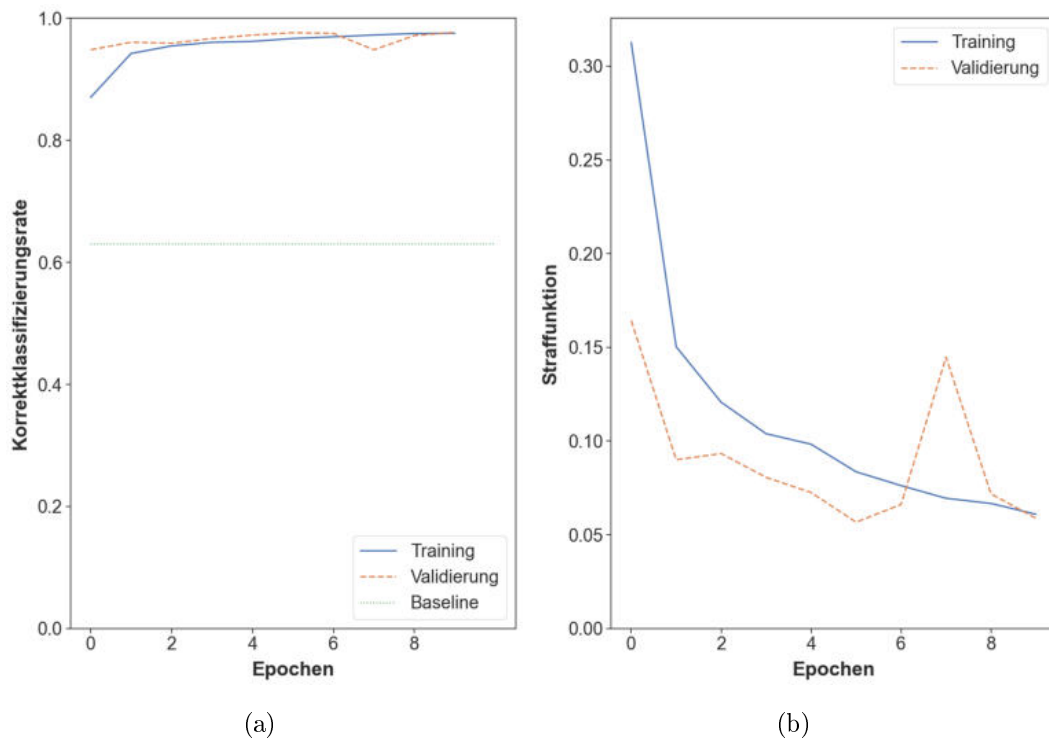 1.0
0.8
0.6
0.4
0.2
0.0
Korrektklassifizierungsrate
Training
Validierung
Baseline
0 2 4 6 8
Epochen
(a)
0.30
0.25
0.20
0.15
0.10
0.05
0.00
Straffunktion
Training
Validierung
0 2 4 6 8
Epochen
(b)